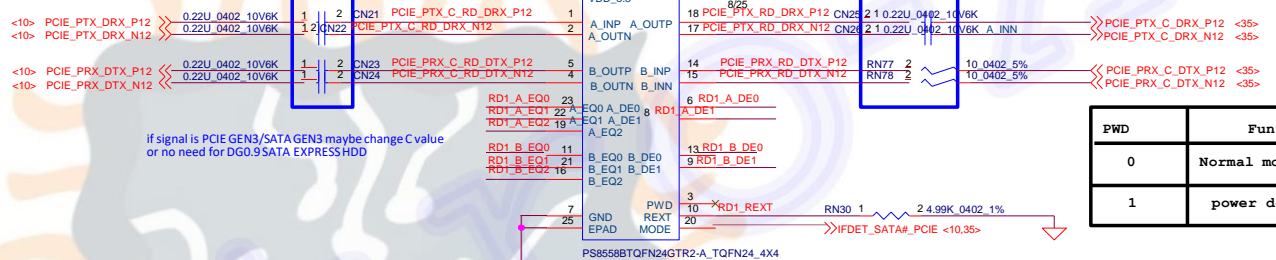 VDD_3.3
8/25
<10> PCIE_PTX_DRX_P12 0.22U_0402_10V6K 1 2 CN21 PCIE_PTX_C_RD_DRX_P12 1 A_INP A_OUTP 18 PCIE_PTX_RD_DRX_P12 CN25 2 1 0.22U_0402_10V6K PCIE_PTX_C_DRX_P12 <35>
<10> PCIE_PTX_DRX_N12 0.22U_0402_10V6K 1 2 CN22 PCIE_PTX_C_RD_DRX_N12 2 A_OUTN 17 PCIE_PTX_RD_DRX_N12 CN26 2 1 0.22U_0402_10V6K A_INN PCIE_PTX_C_DRX_N12 <35>
<10> PCIE_PRX_DTX_P12 0.22U_0402_10V6K 1 2 CN23 PCIE_PRX_C_RD_DTX_P12 5 B_OUTP B_INP 14 PCIE_PRX_RD_DTX_P12 RN77 2 10_0402_5% PCIE_PRX_C_DTX_P12 <35>
<10> PCIE_PRX_DTX_N12 0.22U_0402_10V6K 1 2 CN24 PCIE_PRX_C_RD_DTX_N12 4 B_OUTN B_INN 15 PCIE_PRX_RD_DTX_N12 RN78 2 10_0402_5% PCIE_PRX_C_DTX_N12 <35>
RD1_A_EQ0 23 A_EQ0 A_DE0 6 RD1_A_DE0
RD1_A_EQ1 22 A_EQ1 A_DE1 8 RD1_A_DE1
RD1_A_EQ2 19 A_EQ2
if signal is PCIE GEN3/SATA GEN3 maybe change C value
or no need for DG0.9 SATA EXPRESS HDD
RD1_B_EQ0 11 B_EQ0 B_DE0 13 RD1_B_DE0
RD1_B_EQ1 21 B_EQ1 B_DE1 9 RD1_B_DE1
RD1_B_EQ2 16 B_EQ2
PWD 3
7 GND REXT 10 RD1_REXT RN30 1 2 4.99K_0402_1%
25 EPAD MODE 20 IFDET_SATA#_PCIE <10,35>
PS8558BTQFN24GTR2-A_TQFN24_4X4
PWD Fun
0 Normal mo
1 power d